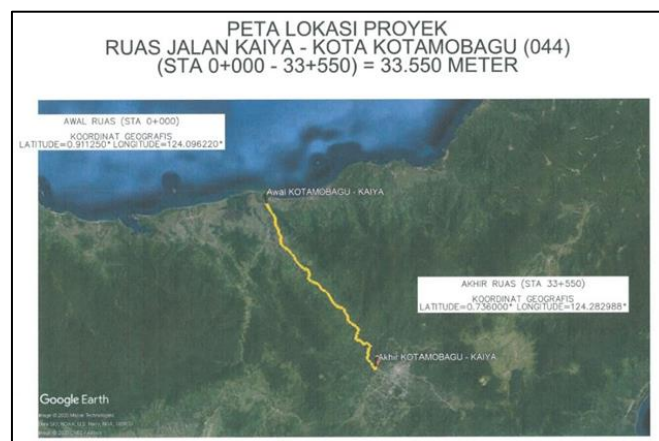 PETA LOKASI PROYEK
RUAS JALAN KAIYA - KOTA KOTAMOBAGU (044)
(STA 0+000 - 33+550) = 33.550 METER
AWAL RUAS (STA 0+000)
KOORDINAT GEOGRAFIS
LATITUDE=0.911250° LONGITUDE=124.096220°
Awal KOTAMOBAGU - KAIYA
AKHIR RUAS (STA 33+550)
KOORDINAT GEOGRAFIS
LATITUDE=0.736000° LONGITUDE=124.282988°
Akhir KOTAMOBAGU - KAIYA
Google Earth